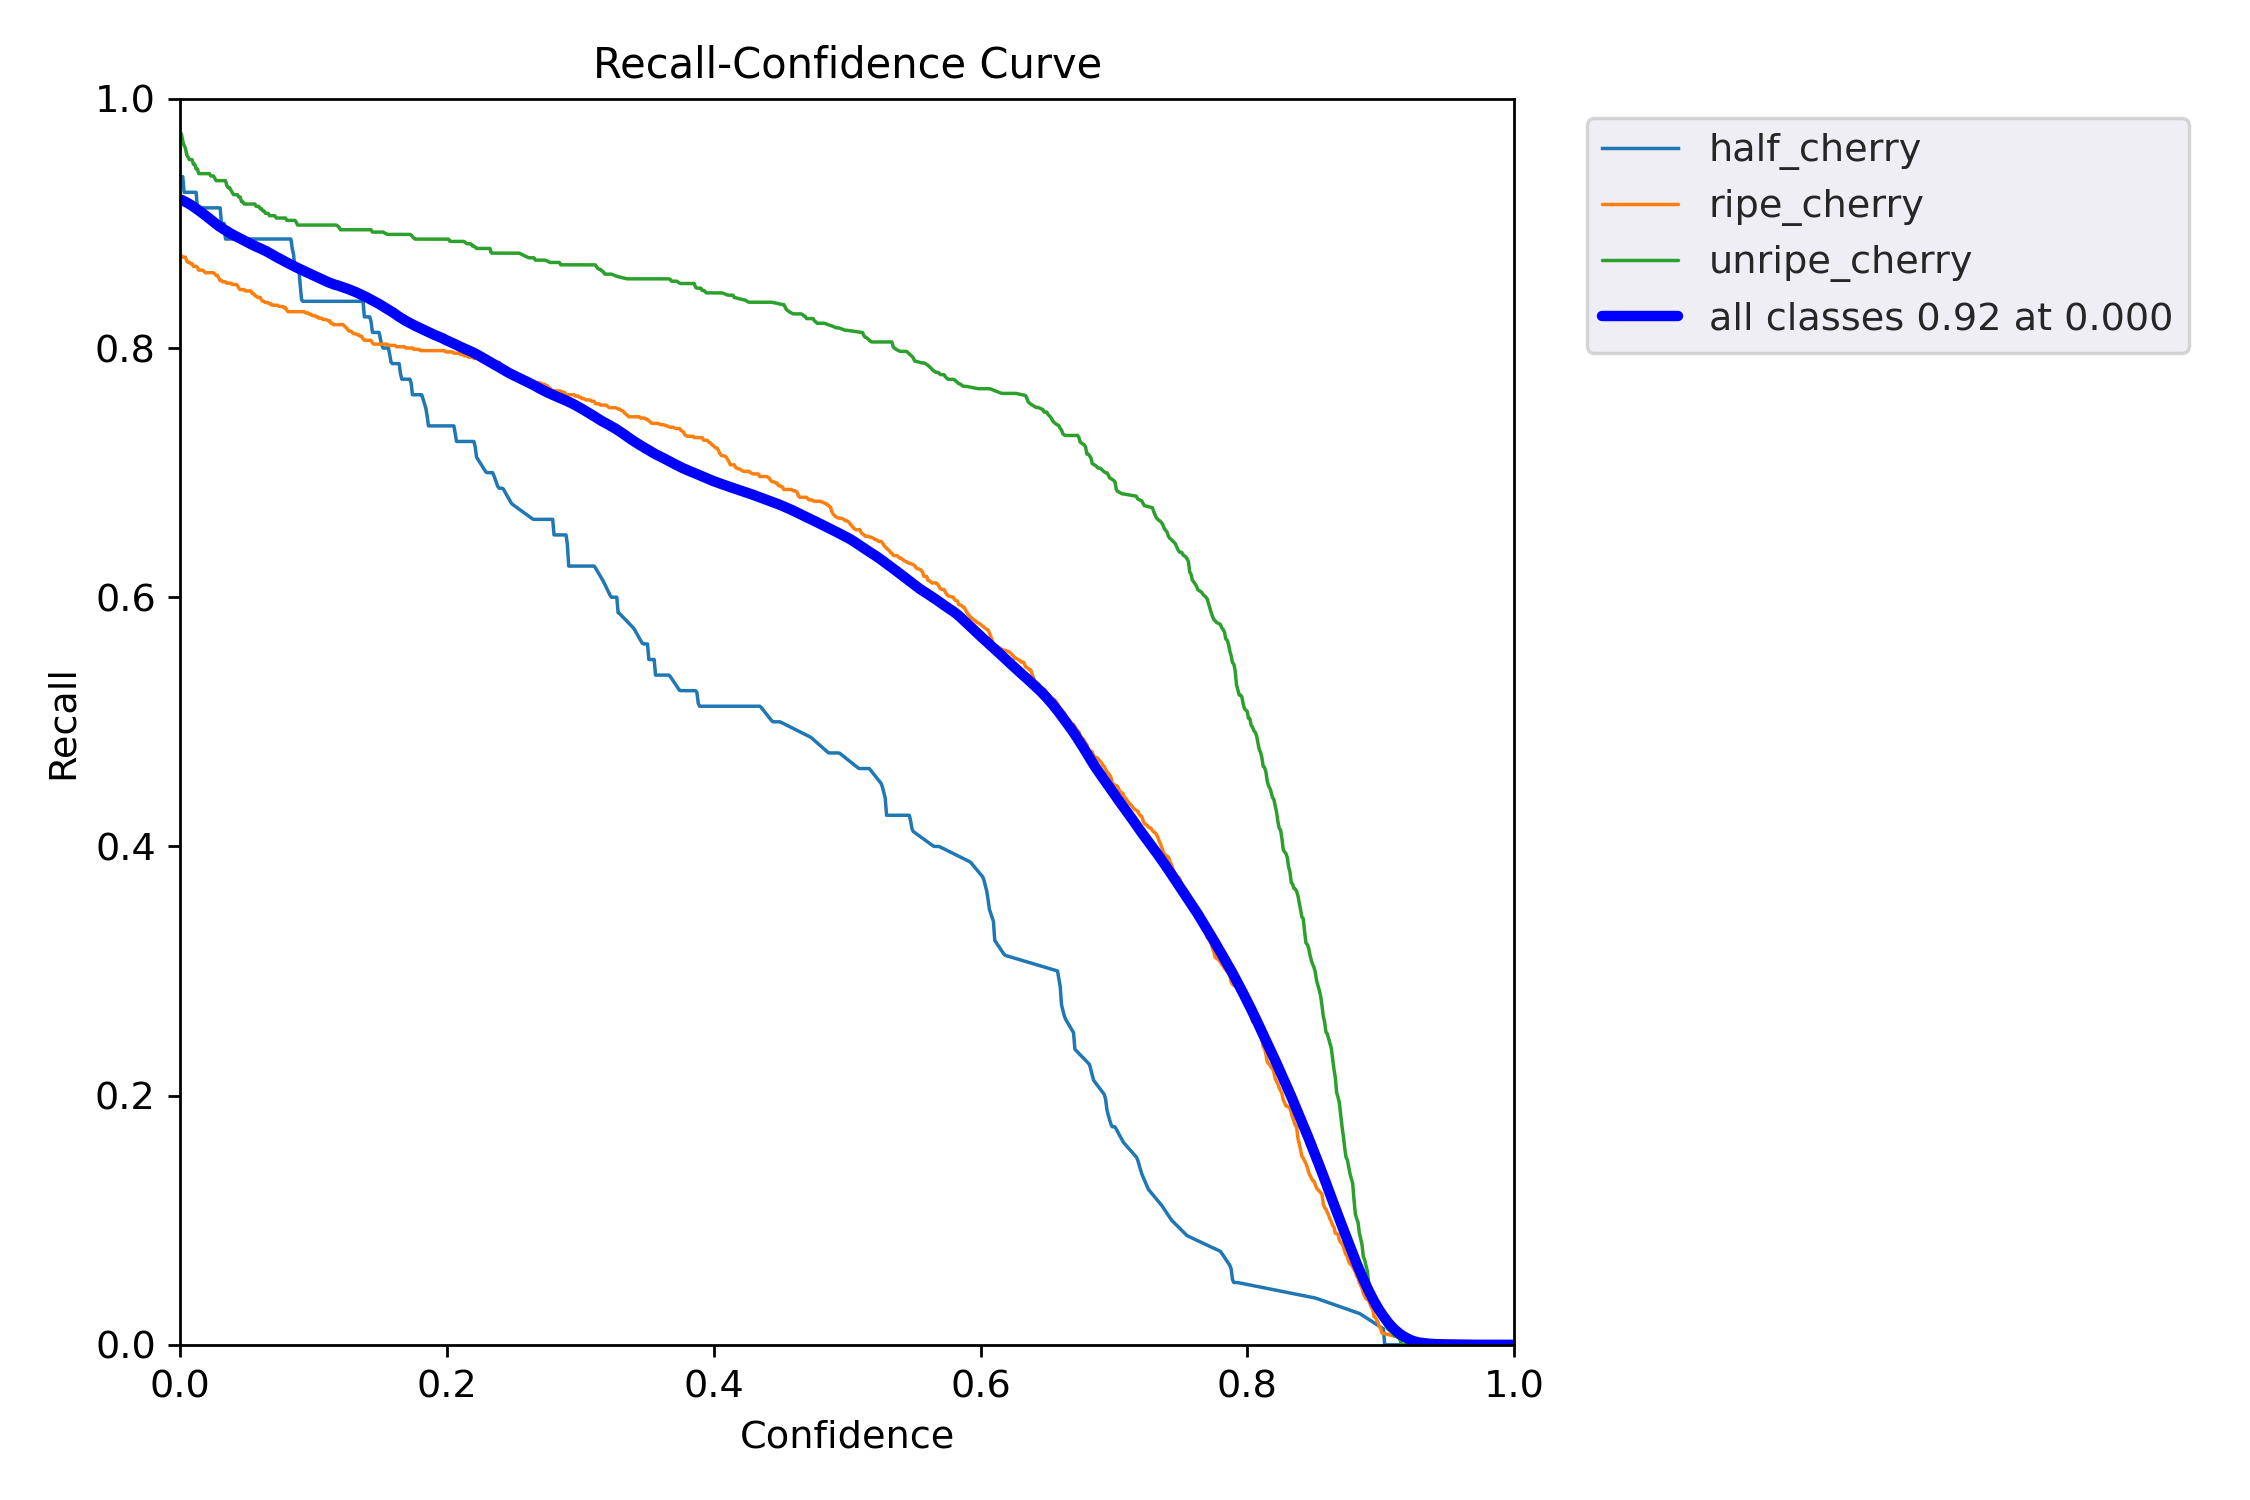 Recall-Confidence Curve
1.0
0.8
0.6
0.4
0.2
0.0
Recall
0.0 0.2 0.4 0.6 0.8 1.0
Confidence
half_cherry
ripe_cherry
unripe_cherry
all classes 0.92 at 0.000